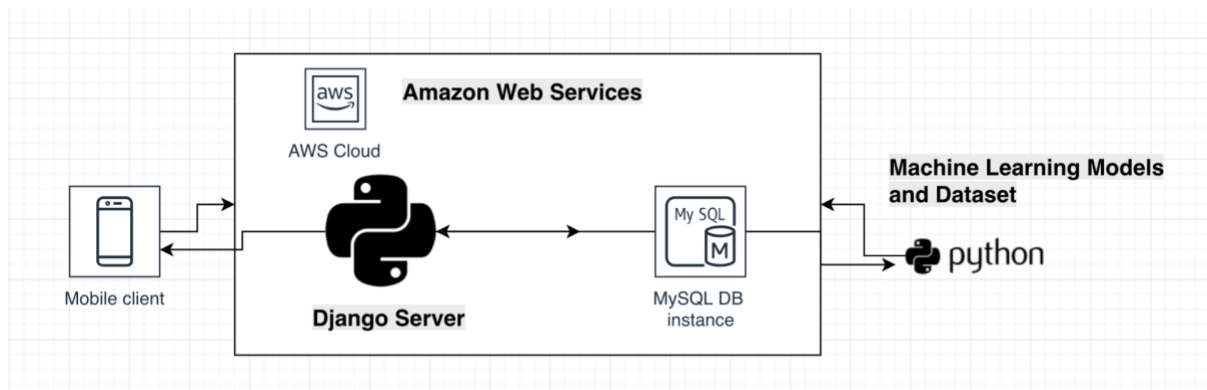 aws
Amazon Web Services
AWS Cloud
Machine Learning Models
and Dataset
My SQL
M
python
Mobile client
MySQL DB
instance
Django Server